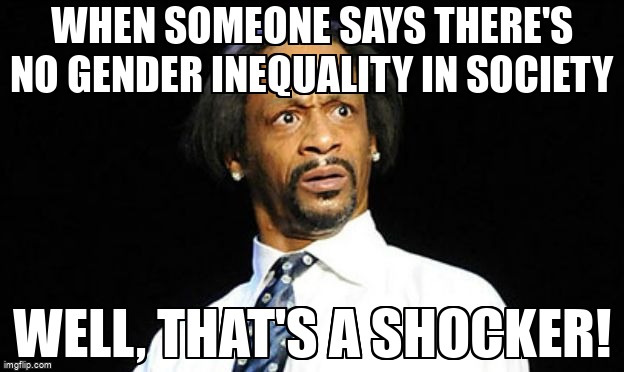 WHEN SOMEONE SAYS THERE'S
NO GENDER INEQUALITY IN SOCIETY
WELL, THAT'S A SHOCKER!
imgflip.com